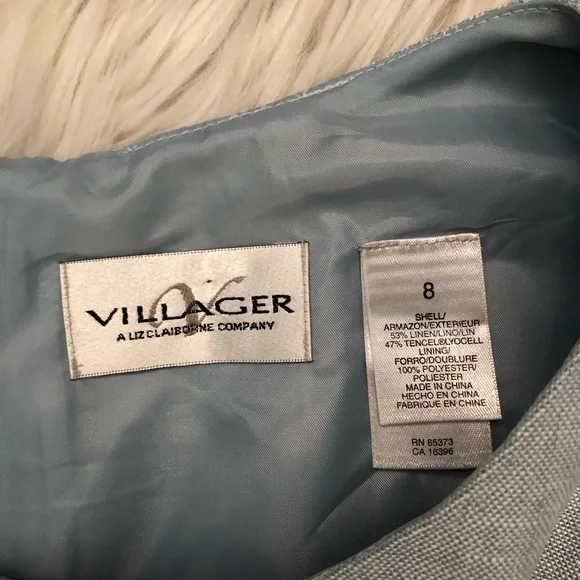 VILLAGER
A LIZ CLAIBORNE COMPANY
8
SHELL/
ARMAZON/EXTERIEUR
53% LINEN/LINO/LIN
47% TENCEL®LYOCELL
LINING/
FORRO/DOUBLURE
100% POLYESTER/
POLIESTER
MADE IN CHINA
HECHO EN CHINA
FABRIQUE EN CHINE
RN 85373
CA 16396